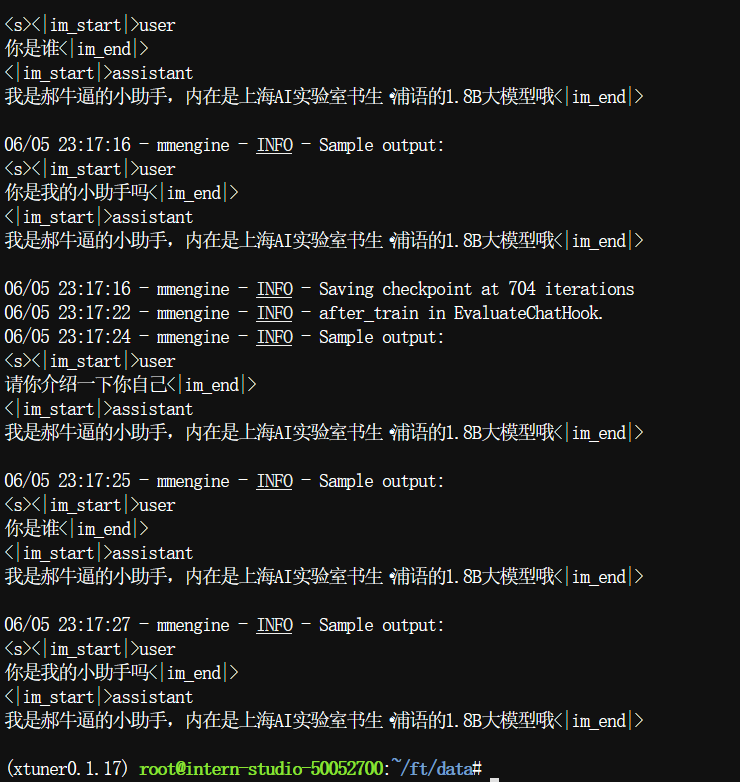 <s><|im_start|>user
你是谁<|im_end|>
<|im_start|>assistant
我是郝牛逼的小助手，内在是上海AI实验室书生·浦语的1.8B大模型哦<|im_end|>
06/05 23:17:16 - mmengine - INFO - Sample output:
<s><|im_start|>user
你是我的小助手吗<|im_end|>
<|im_start|>assistant
我是郝牛逼的小助手，内在是上海AI实验室书生·浦语的1.8B大模型哦<|im_end|>
06/05 23:17:16 - mmengine - INFO - Saving checkpoint at 704 iterations
06/05 23:17:22 - mmengine - INFO - after_train in EvaluateChatHook.
06/05 23:17:24 - mmengine - INFO - Sample output:
<s><|im_start|>user
请你介绍一下你自己<|im_end|>
<|im_start|>assistant
我是郝牛逼的小助手，内在是上海AI实验室书生·浦语的1.8B大模型哦<|im_end|>
06/05 23:17:25 - mmengine - INFO - Sample output:
<s><|im_start|>user
你是谁<|im_end|>
<|im_start|>assistant
我是郝牛逼的小助手，内在是上海AI实验室书生·浦语的1.8B大模型哦<|im_end|>
06/05 23:17:27 - mmengine - INFO - Sample output:
<s><|im_start|>user
你是我的小助手吗<|im_end|>
<|im_start|>assistant
我是郝牛逼的小助手，内在是上海AI实验室书生·浦语的1.8B大模型哦<|im_end|>
(xtuner0.1.17) root@intern-studio-50052700:~/ft/data#